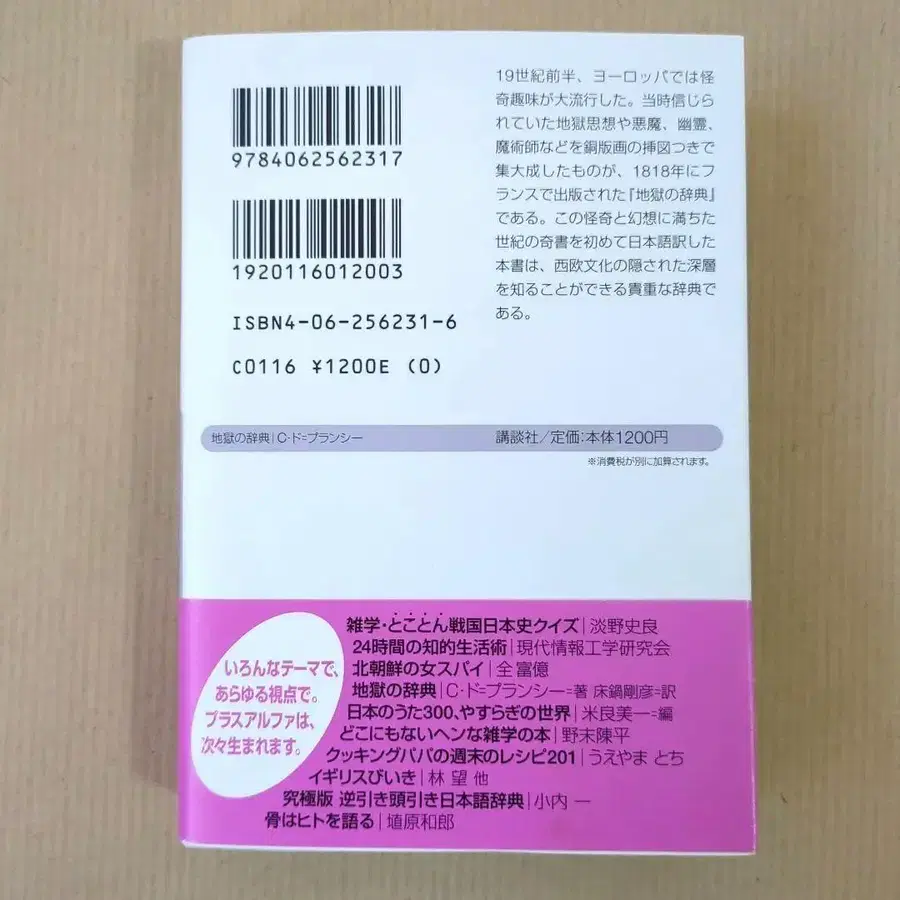 9784062562317
1920116012003
ISBN4-06-256231-6
C0116 ¥1200E (0)
19世紀前半、ヨーロッパでは怪
奇趣味が大流行した。当時信じら
れていた地獄思想や悪魔、幽霊、
魔術師などを銅版画の挿図つきで
集大成したものが、1818年にフ
ランスで出版された『地獄の辞典』
である。この怪奇と幻想に満ちた
世紀の奇書を初めて日本語訳した
本書は、西欧文化の隠された深層
を知ることができる貴重な辞典で
ある。
地獄の辞典|C・ド=プランシー
講談社/定価:本体1200円
※消費税が別に加算されます。
いろんなテーマで、
あらゆる視点で。
プラスアルファは、
次々生まれます。
雑学・とことん戦国日本史クイズ|淡野史良
24時間の知的生活術|現代情報工学研究会
北朝鮮の女スパイ|全 富億
地獄の辞典|C・ド=プランシー=著 床鍋剛彦=訳
日本のうた300、やすらぎの世界|米良美一=編
どこにもないヘンな雑学の本|野末陳平
クッキングパパの週末のレシピ201|うえやま とち
イギリスびいき|林 望 他
究極版 逆引き頭引き日本語辞典|小内 一
骨はヒトを語る|埴原和郎